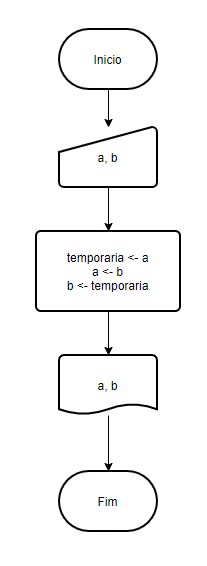 Inicio
a, b
temporaria <- a
a <- b
b <- temporaria
a, b
Fim